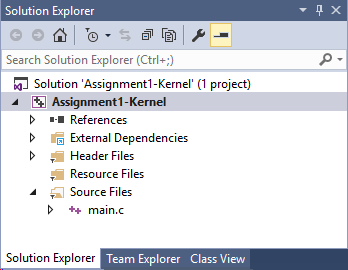 Solution Explorer
Search Solution Explorer (Ctrl+;)
Solution 'Assignment1-Kernel' (1 project)
Assignment1-Kernel
References
External Dependencies
Header Files
Resource Files
Source Files
main.c
Solution Explorer Team Explorer Class View